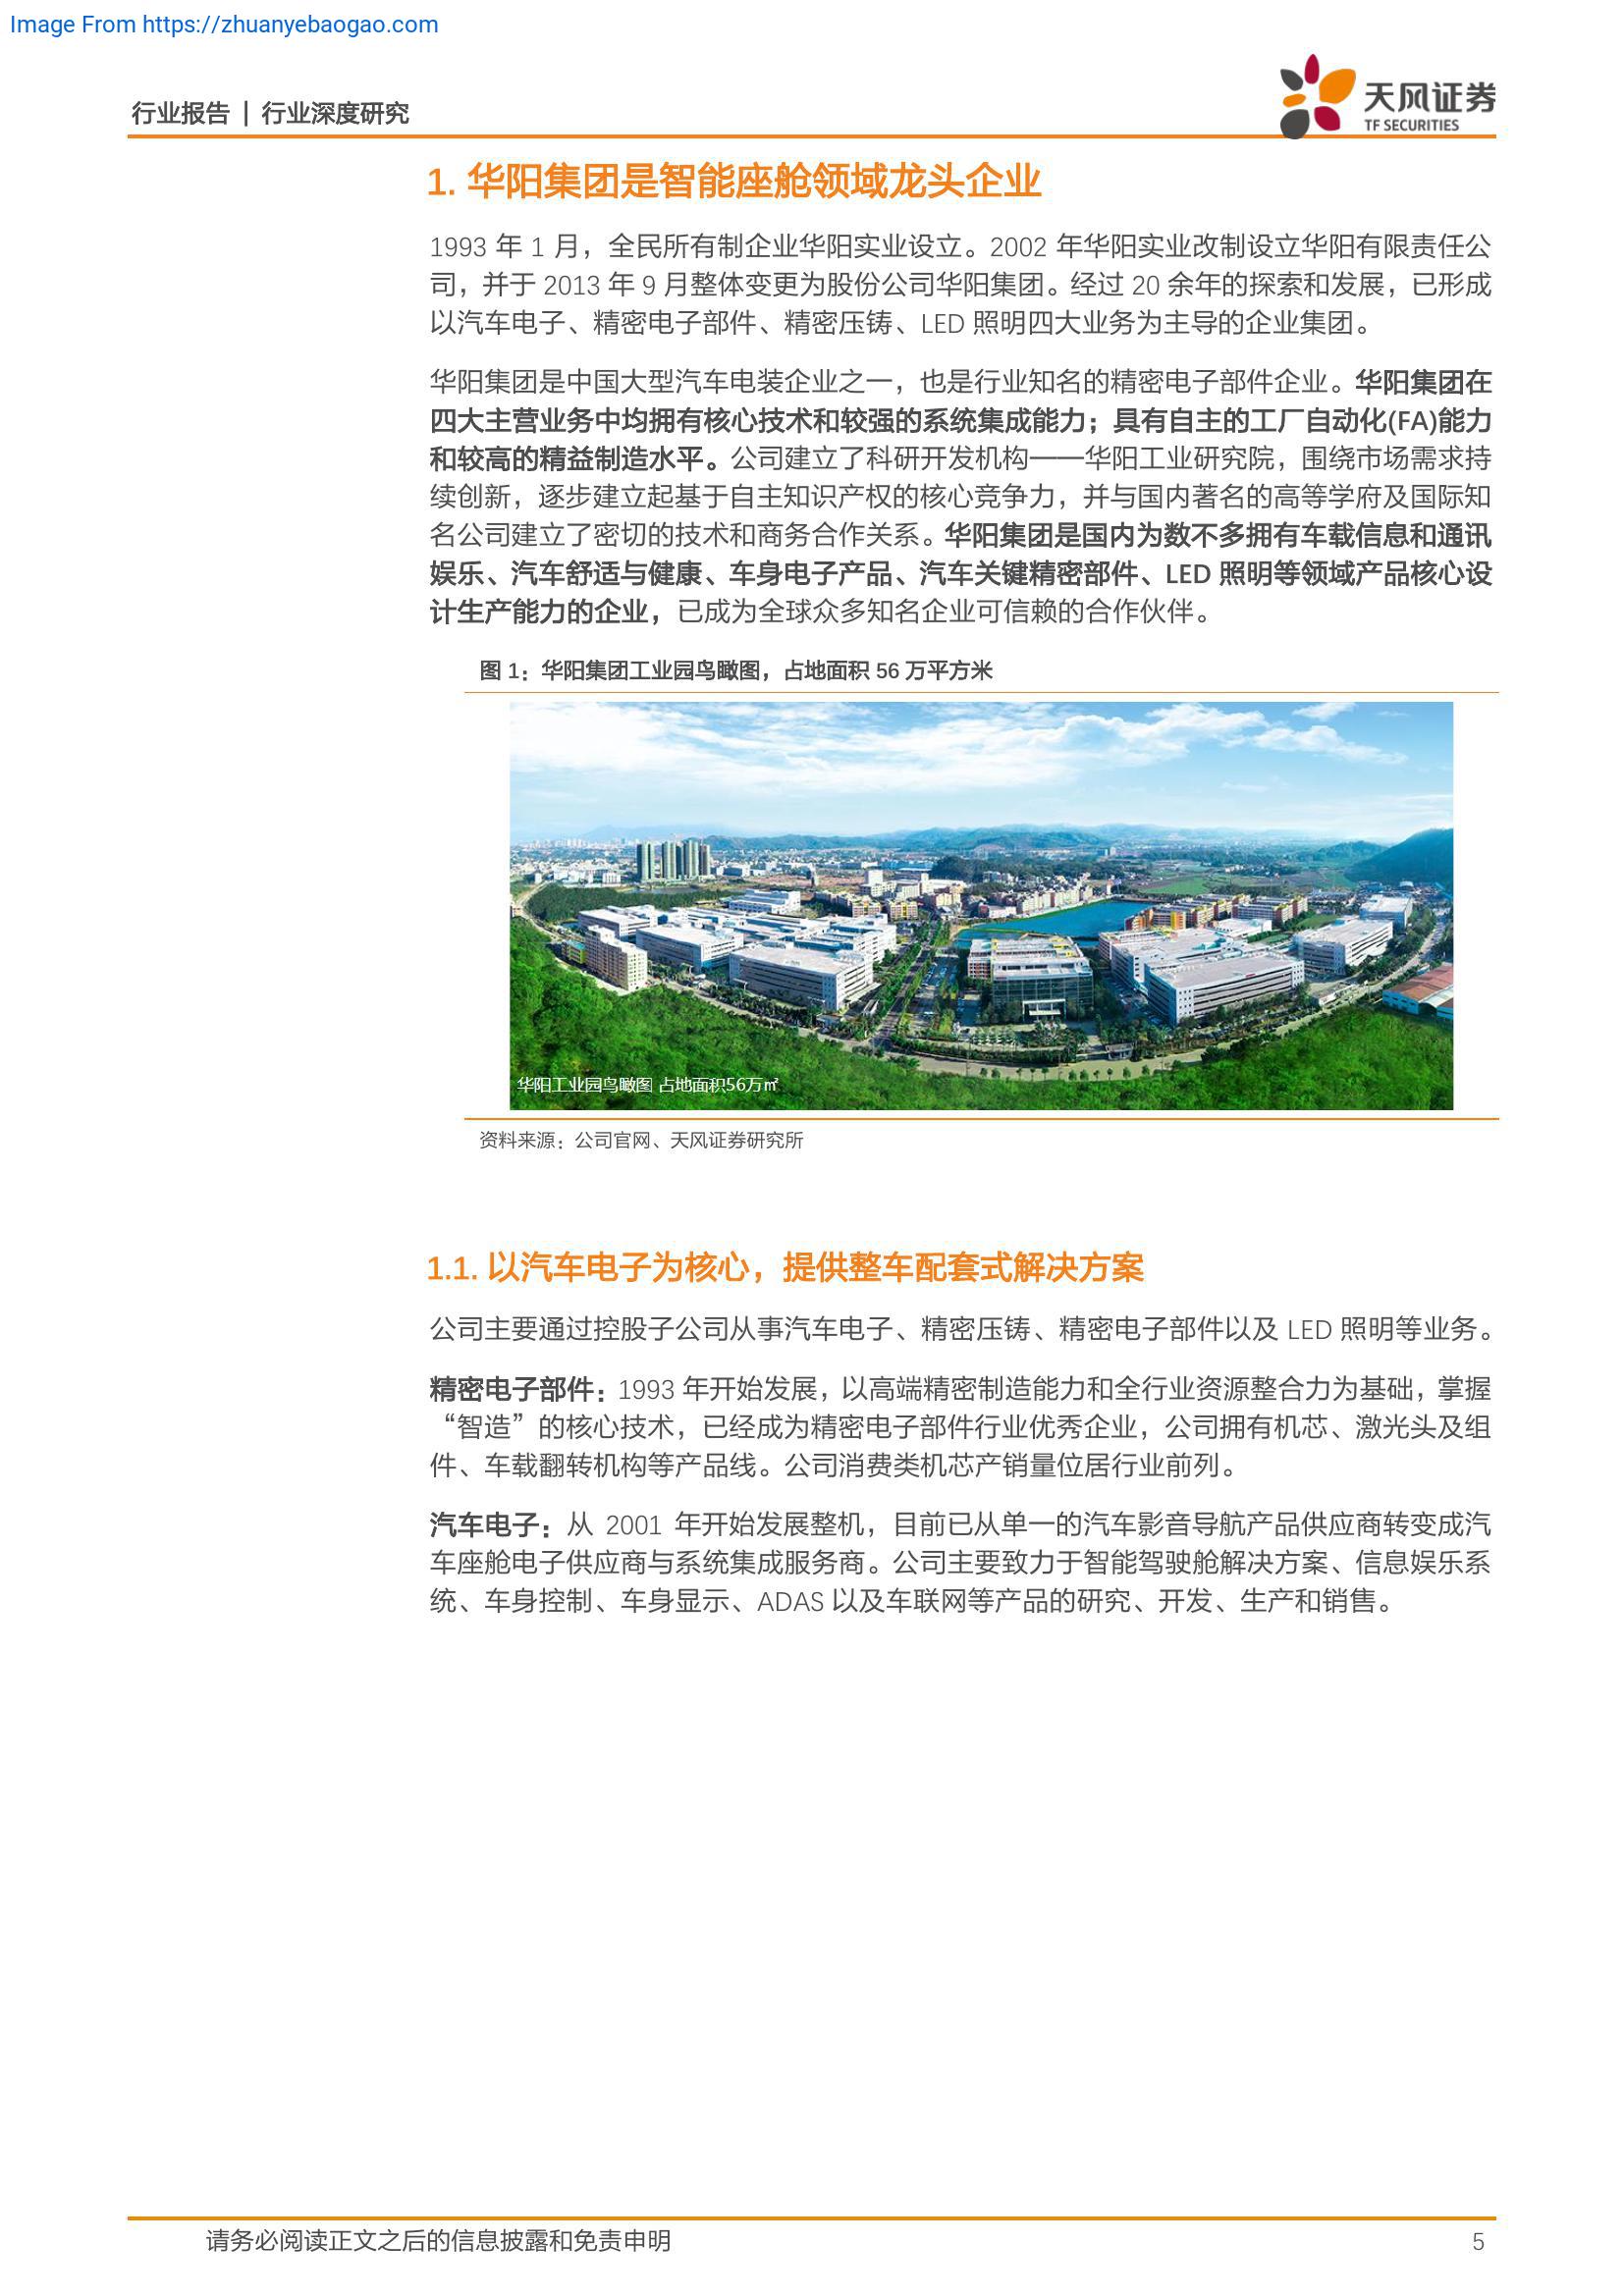 Image From https://zhuanyebaogao.com
行业报告 | 行业深度研究
天风证券
TF SECURITIES
1. 华阳集团是智能座舱领域龙头企业
1993 年 1 月，全民所有制企业华阳实业设立。2002 年华阳实业改制设立华阳有限责任公
司，并于 2013 年 9 月整体变更为股份公司华阳集团。经过 20 余年的探索和发展，已形成
以汽车电子、精密电子部件、精密压铸、LED 照明四大业务为主导的企业集团。
华阳集团是中国大型汽车电装企业之一，也是行业知名的精密电子部件企业。华阳集团在
四大主营业务中均拥有核心技术和较强的系统集成能力；具有自主的工厂自动化(FA)能力
和较高的精益制造水平。公司建立了科研开发机构——华阳工业研究院，围绕市场需求持
续创新，逐步建立起基于自主知识产权的核心竞争力，并与国内著名的高等学府及国际知
名公司建立了密切的技术和商务合作关系。华阳集团是国内为数不多拥有车载信息和通讯
娱乐、汽车舒适与健康、车身电子产品、汽车关键精密部件、LED 照明等领域产品核心设
计生产能力的企业，已成为全球众多知名企业可信赖的合作伙伴。
图 1：华阳集团工业园鸟瞰图，占地面积 56 万平方米
华阳工业园鸟瞰图 占地面积56万㎡
资料来源：公司官网、天风证券研究所
1.1. 以汽车电子为核心，提供整车配套式解决方案
公司主要通过控股子公司从事汽车电子、精密压铸、精密电子部件以及 LED 照明等业务。
精密电子部件：1993 年开始发展，以高端精密制造能力和全行业资源整合力为基础，掌握
“智造”的核心技术，已经成为精密电子部件行业优秀企业，公司拥有机芯、激光头及组
件、车载翻转机构等产品线。公司消费类机芯产销量位居行业前列。
汽车电子：从 2001 年开始发展整机，目前已从单一的汽车影音导航产品供应商转变成汽
车座舱电子供应商与系统集成服务商。公司主要致力于智能驾驶舱解决方案、信息娱乐系
统、车身控制、车身显示、ADAS 以及车联网等产品的研究、开发、生产和销售。
请务必阅读正文之后的信息披露和免责申明
5